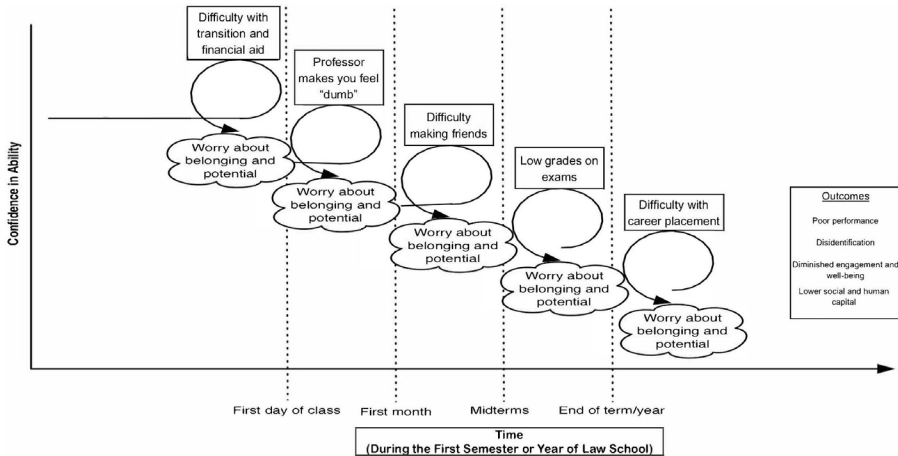 Difficulty with
transition and
financial aid
Professor
makes you feel
“dumb”
Difficulty
making friends
Low grades on
exams
Difficulty with
career placement
Worry about
belonging and
potential
Worry about
belonging and
potential
Worry about
belonging and
potential
Worry about
belonging and
potential
Worry about
belonging and
potential
Outcomes
Poor performance
Disidentification
Diminished engagement and
well-being
Lower social and human
capital
Confidence in Ability
First day of class
First month
Midterms
End of term/year
Time
(During the First Semester or Year of Law School)